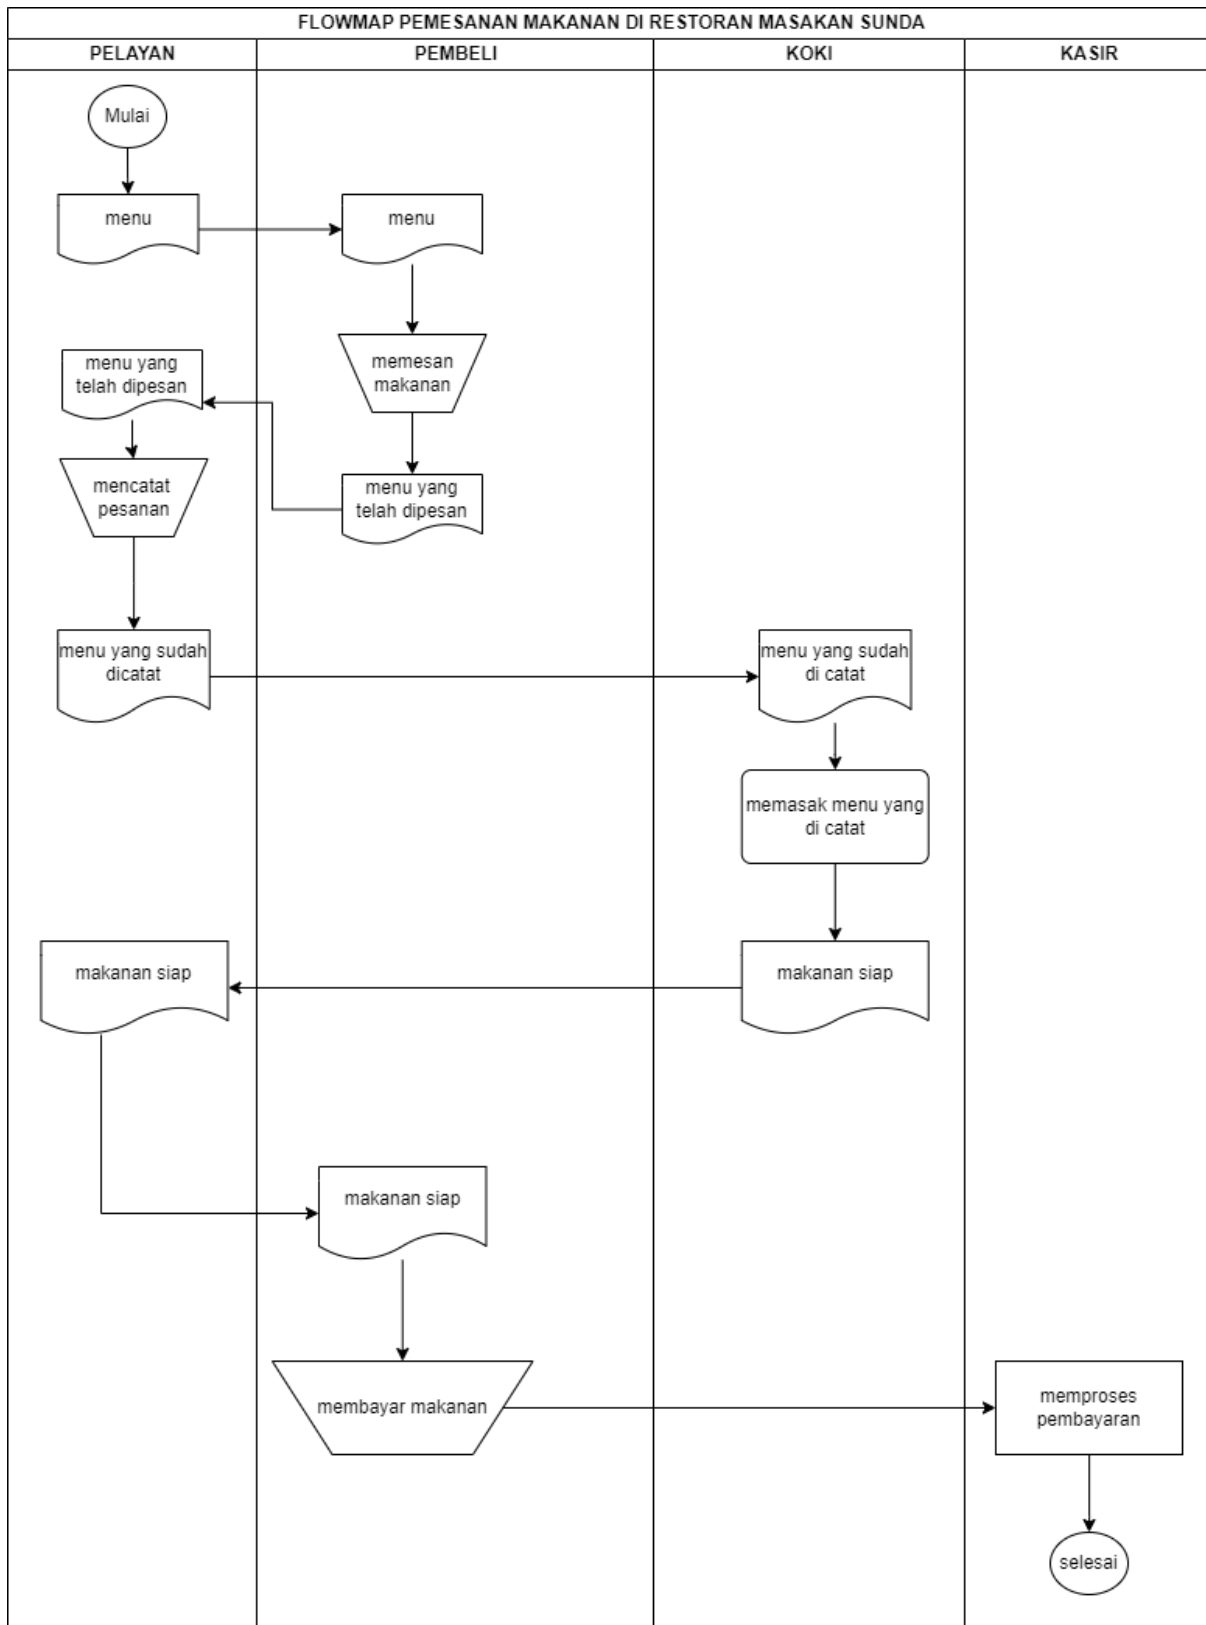 FLOWMAP PEMESANAN MAKANAN DI RESTORAN MASAKAN SUNDA
PELAYAN
PEMBELI
KOKI
KASIR
Mulai
menu
menu
memesan
makanan
menu yang
telah dipesan
menu yang
telah dipesan
mencatat
pesanan
menu yang sudah
dicatat
menu yang sudah
di catat
memasak menu yang
di catat
makanan siap
makanan siap
makanan siap
membayar makanan
memproses
pembayaran
selesai